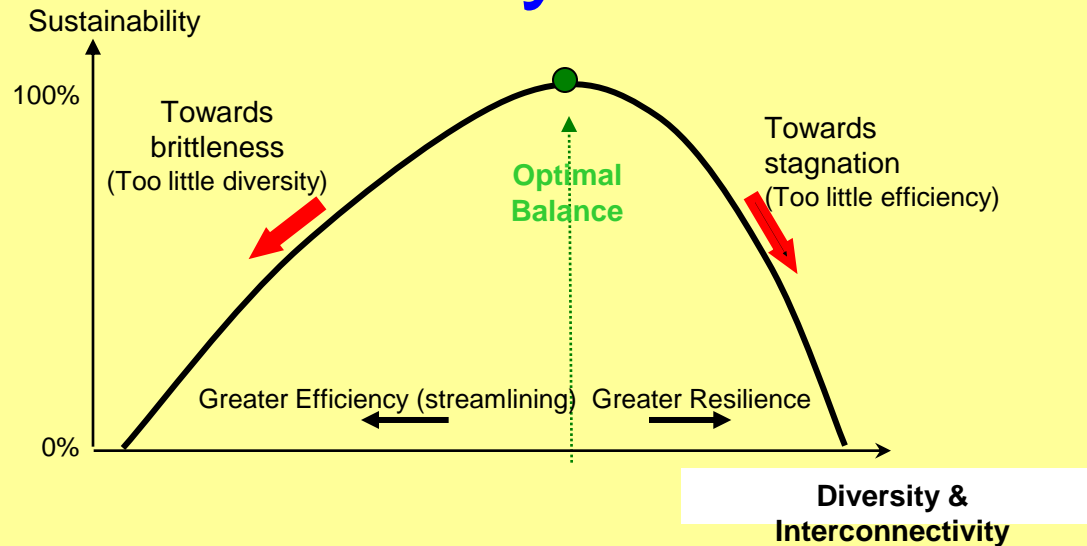 Sustainability
100%
Towards
brittleness
(Too little diversity)
Optimal
Balance
Towards
stagnation
(Too little efficiency)
Greater Efficiency (streamlining)
Greater Resilience
0%
Diversity &
Interconnectivity